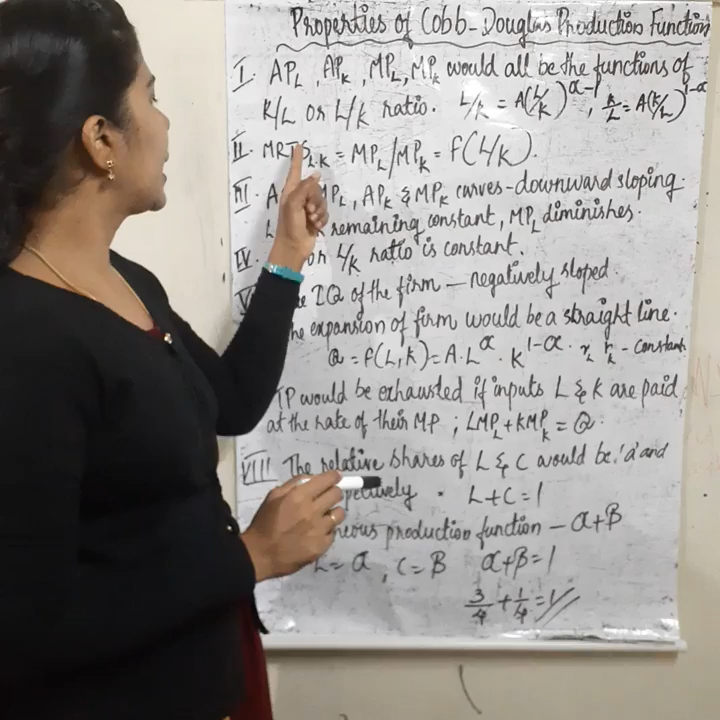 Properties of Cobb-Douglas Production Function
I. APL, APK, MPL, MPK would all be the functions of
K/L or L/K ratio. L/K = A(L/K)^α-1, K/L = A(K/L)^1-α
II. MRTSLK = MPL/MPK = f(L/K).
III. MPL, APK & MPK curves-downward sloping.
remaining constant, MPL diminishes.
IV. or L/K ratio is constant.
IQ of the firm - negatively sloped.
expansion of firm would be a straight line.
Q = f(L,K) = A.L^α. K^1-α. - constant
TP would be exhausted if inputs L & K are paid
at the rate of their MP ; LMPL + KMPK = Q.
VIII The relative shares of L & C would be 'α' and
L+C=1
production function - α+β
L=α, C=β α+β=1
3/4 + 1/4 = 1//